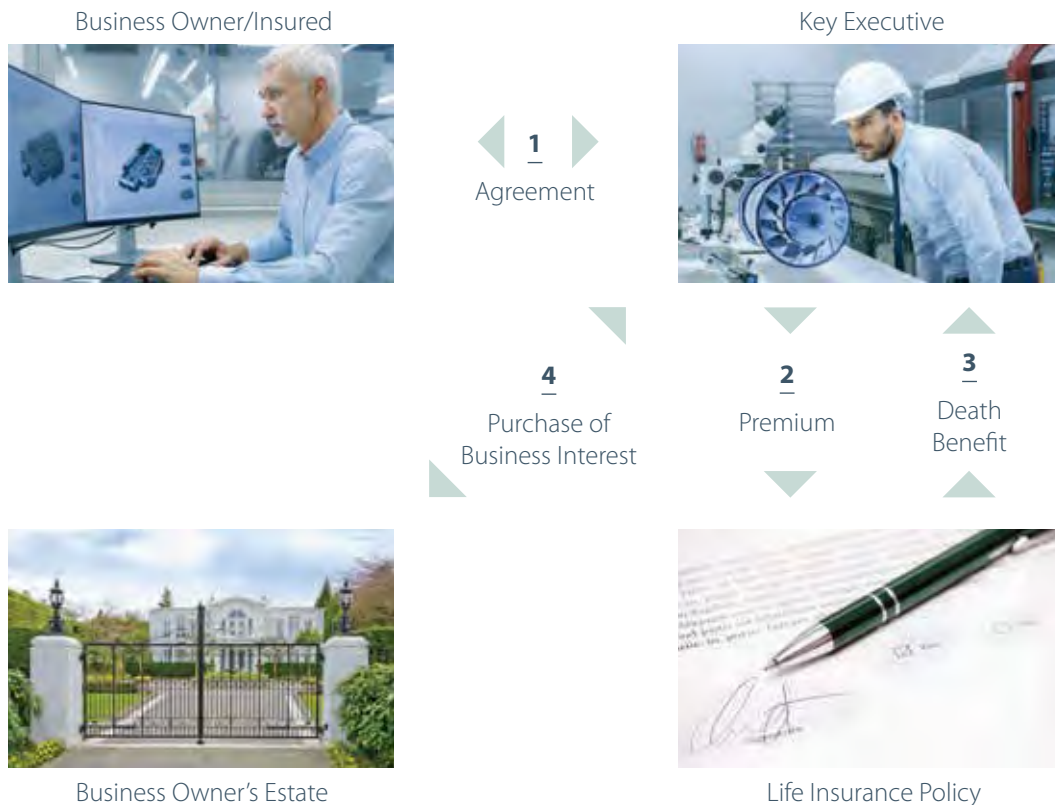 Business Owner/Insured
Key Executive
1
Agreement
4
Purchase of
Business Interest
2
Premium
3
Death
Benefit
Business Owner’s Estate
Life Insurance Policy